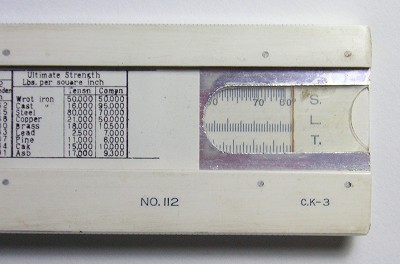 Ultimate Strength
Lbs. per square inch
Tensn Compn
Wrot iron 50,000 50,000
Cast " 16,000 95,000
Steel 80,000 70,000
Copper 21,000 50,000
Brass 18,000 10,500
Lead 2,500 7,000
Pine 11,000 6,000
Oak 15,000 10,000
Ash 17,000 9,300
70 80
S.
L.
T.
NO. 112
C.K-3